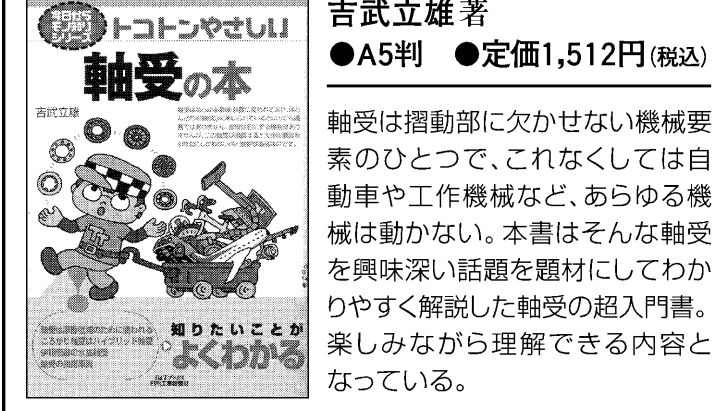 今日からモノ知りシリーズ
トコトンやさしい
軸受の本
吉武立雄
知りたいことが
よくわかる
吉武立雄著
●A5判 ●定価1,512円(税込)
軸受は摺動部に欠かせない機械要
素のひとつで、これなくしては自
動車や工作機械など、あらゆる機
械は動かない。本書はそんな軸受
を興味深い話題を題材にしてわか
りやすく解説した軸受の超入門書。
楽しみながら理解できる内容と
なっている。